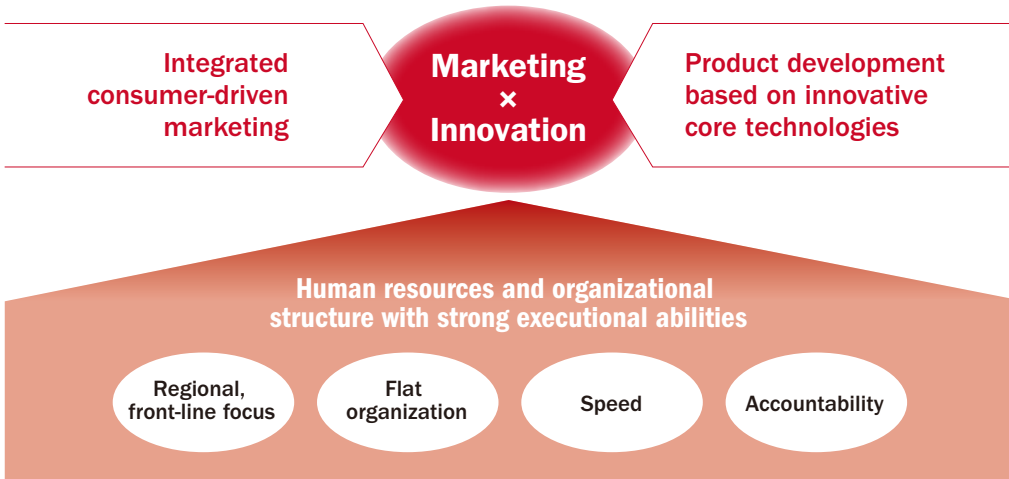 Integrated
consumer-driven
marketing
Marketing
×
Innovation
Product development
based on innovative
core technologies
Human resources and organizational
structure with strong executional abilities
Regional,
front-line focus
Flat
organization
Speed
Accountability